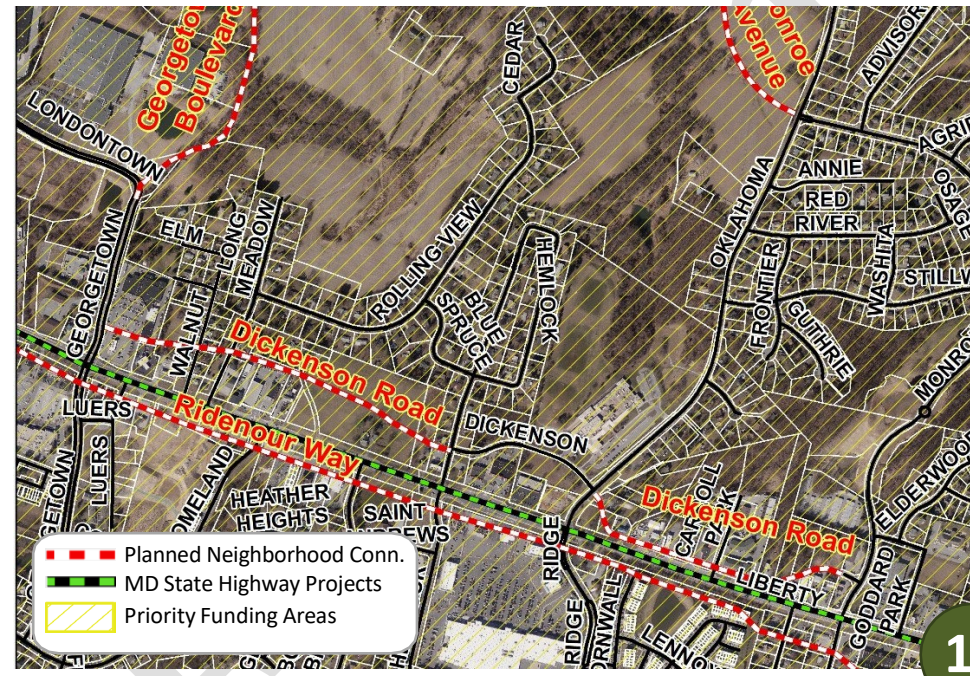 Georgetown
Boulevard
Monroe
Avenue
CEDAR
ADVISOR
LONDONTOWN
ANNIE
RED
RIVER
OSAGE
OKLAHOMA
WASHITA
ELM
LONG
MEADOW
GEORGETOWN
WALNUT
ROLLING VIEW
BLUE
SPRUCE
HEMLOCK
FRONTIER
GUTHRIE
MONRO
Dickenson Road
Ridenour Way
DICKENSON
LUERS
LUERS
HEATHER
HEIGHTS
SAINT
CARROLL
PARK
Dickenson Road
LIBERTY
ELDERWOO
GODDARD
PARK
RIDGE
RIDGE
LENNOX
Planned Neighborhood Conn.
MD State Highway Projects
Priority Funding Areas
1